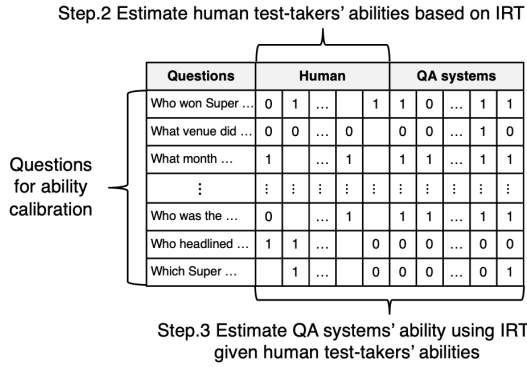 Step.2 Estimate human test-takers' abilities based on IRT
Questions Human QA systems
Who won Super ... 0 1 ... 1 1 0 ... 1 1
What venue did ... 0 0 ... 0 0 0 ... 1 0
What month ... 1 ... 1 1 1 ... 1 1
⋮ ⋮ ⋮ ⋮ ⋮ ⋮ ⋮ ⋮ ⋮ ⋮
Who was the ... 0 ... 1 1 1 ... 1 1
Who headlined ... 1 1 ... 0 0 0 ... 0 0
Which Super ... 1 ... 0 0 0 ... 0 1
Questions
for ability
calibration
Step.3 Estimate QA systems' ability using IRT
given human test-takers' abilities